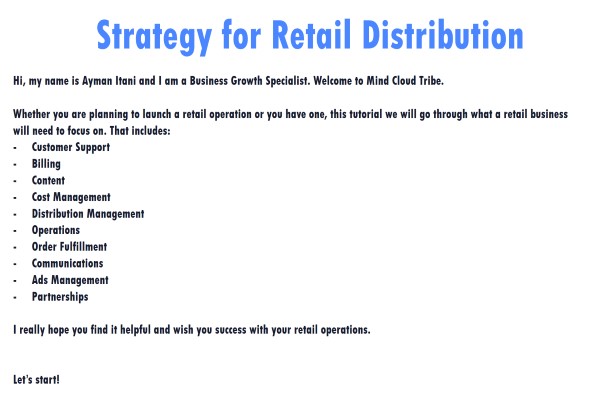 Strategy for Retail Distribution
Hi, my name is Ayman Itani and I am a Business Growth Specialist. Welcome to Mind Cloud Tribe.
Whether you are planning to launch a retail operation or you have one, this tutorial we will go through what a retail business
will need to focus on. That includes:
- Customer Support
- Billing
- Content
- Cost Management
- Distribution Management
- Operations
- Order Fulfillment
- Communications
- Ads Management
- Partnerships
I really hope you find it helpful and wish you success with your retail operations.
Let's start!